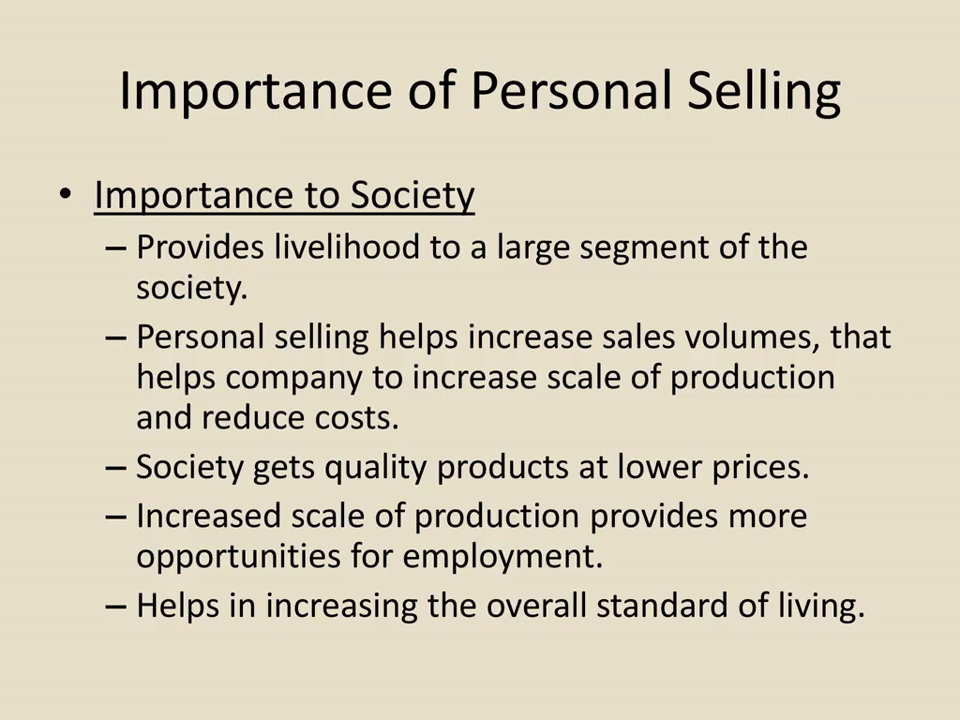 Importance of Personal Selling
• Importance to Society
– Provides livelihood to a large segment of the
society.
– Personal selling helps increase sales volumes, that
helps company to increase scale of production
and reduce costs.
– Society gets quality products at lower prices.
– Increased scale of production provides more
opportunities for employment.
– Helps in increasing the overall standard of living.